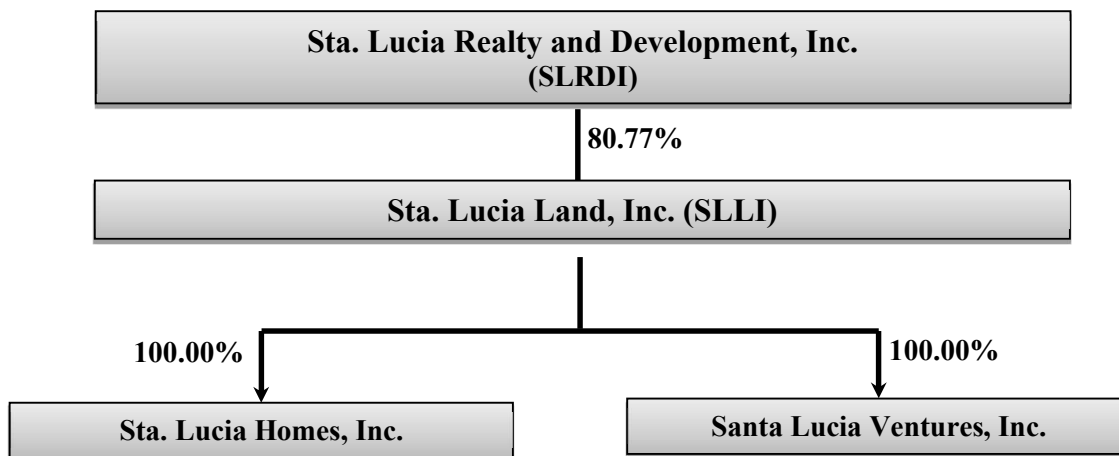 Sta. Lucia Realty and Development, Inc.
(SLRDI)
80.77%
Sta. Lucia Land, Inc. (SLLI)
100.00%
100.00%
Sta. Lucia Homes, Inc.
Santa Lucia Ventures, Inc.